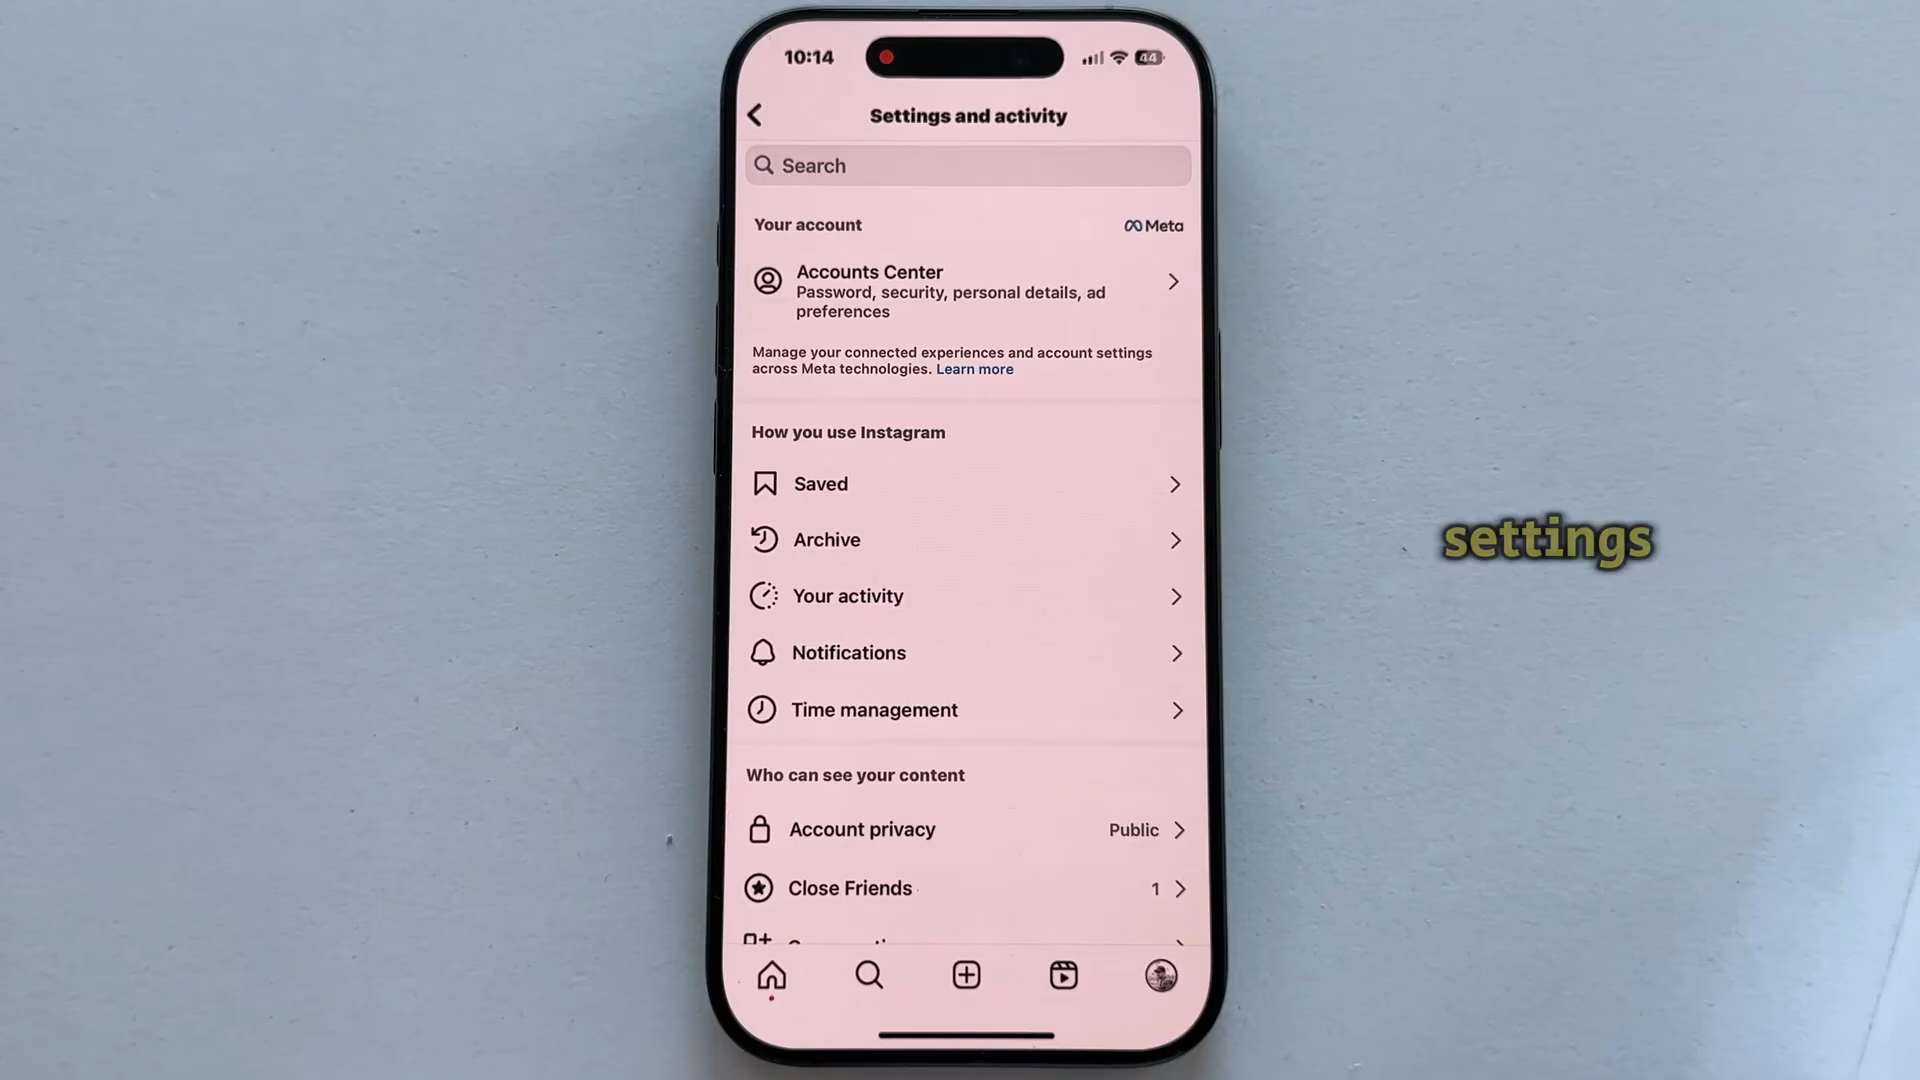 10:14
44
Settings and activity
Search
Your account
Meta
Accounts Center
Password, security, personal details, ad
preferences
Manage your connected experiences and account settings
across Meta technologies. Learn more
How you use Instagram
Saved
Archive
Your activity
Notifications
Time management
Who can see your content
Account privacy
Public
Close Friends
1
settings